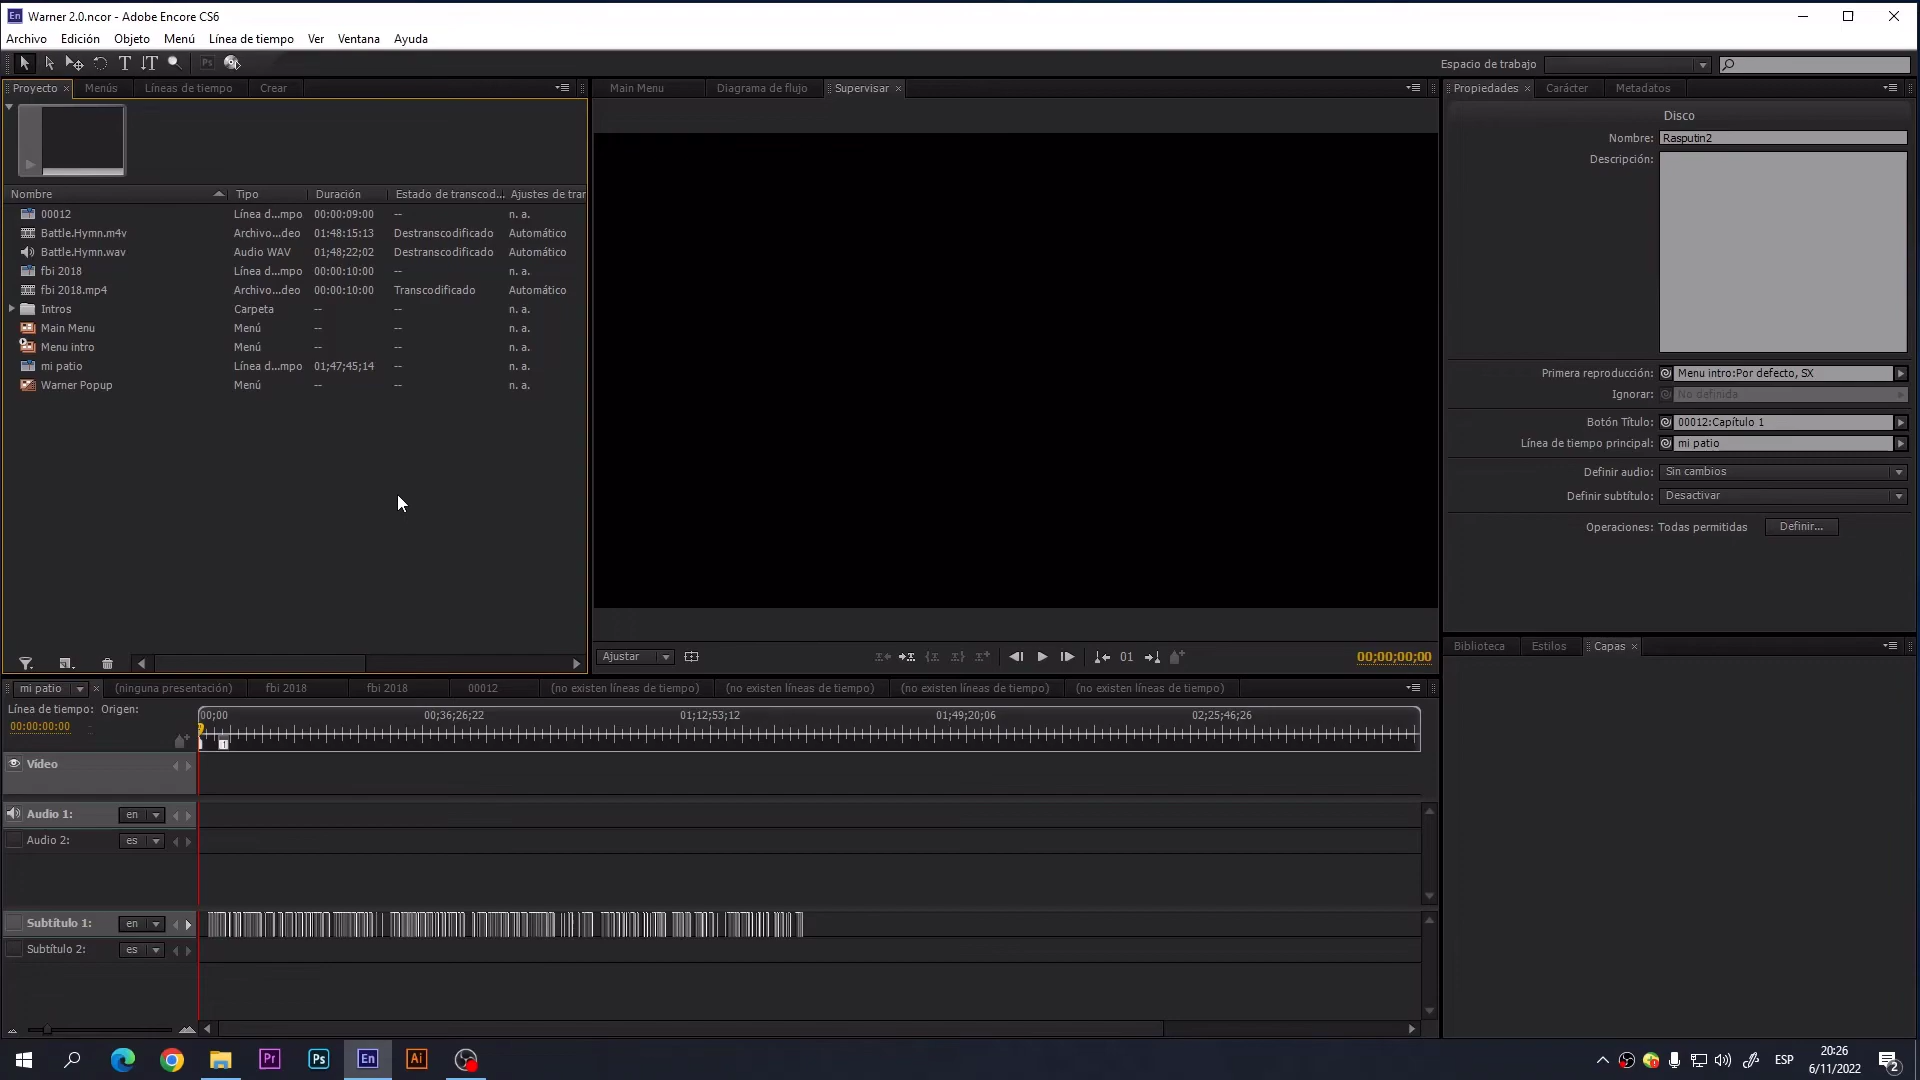 Warner 2.0.ncor - Adobe Encore CS6
Archivo Edición Objeto Menú Línea de tiempo Ver Ventana Ayuda
Espacio de trabajo
Proyecto Menús Líneas de tiempo Crear
Main Menu Diagrama de flujo Supervisar
Propiedades Carácter Metadatos
Disco
Nombre: Rasputin2
Descripción:
Nombre Tipo Duración Estado de transcod... Ajustes de trar
00012 Línea d...mpo 00:00:09:00 -- n. a.
Battle.Hymn.m4v Archivo...deo 01:48:15:13 Destranscodificado Automático
Battle.Hymn.wav Audio WAV 01;48;22;02 Destranscodificado Automático
fbi 2018 Línea d...mpo 00:00:10:00 -- n. a.
fbi 2018.mp4 Archivo...deo 00:00:10:00 Transcodificado Automático
Intros Carpeta -- -- n. a.
Main Menu Menú -- -- n. a.
Menu intro Menú -- -- n. a.
mi patio Línea d...mpo 01;47;45;14 -- n. a.
Warner Popup Menú -- -- n. a.
Primera reproducción: Menu intro:Por defecto, SX
Ignorar: No definida
Botón Título: 00012:Capítulo 1
Línea de tiempo principal: mi patio
Definir audio: Sin cambios
Definir subtítulo: Desactivar
Operaciones: Todas permitidas Definir...
Ajustar 01 00;00;00;00
Biblioteca Estilos Capas
mi patio (ninguna presentación) fbi 2018 fbi 2018 00012 (no existen líneas de tiempo) (no existen líneas de tiempo) (no existen líneas de tiempo) (no existen líneas de tiempo)
Línea de tiempo: Origen:
00:00:00:00
00;00 00;36;26;22 01;12;53;12 01;49;20;06 02;25;46;26
1
Vídeo
Audio 1: en
Audio 2: es
Subtítulo 1: en
Subtítulo 2: es
Pr Ps En Ai
ESP
20:26
6/11/2022
2